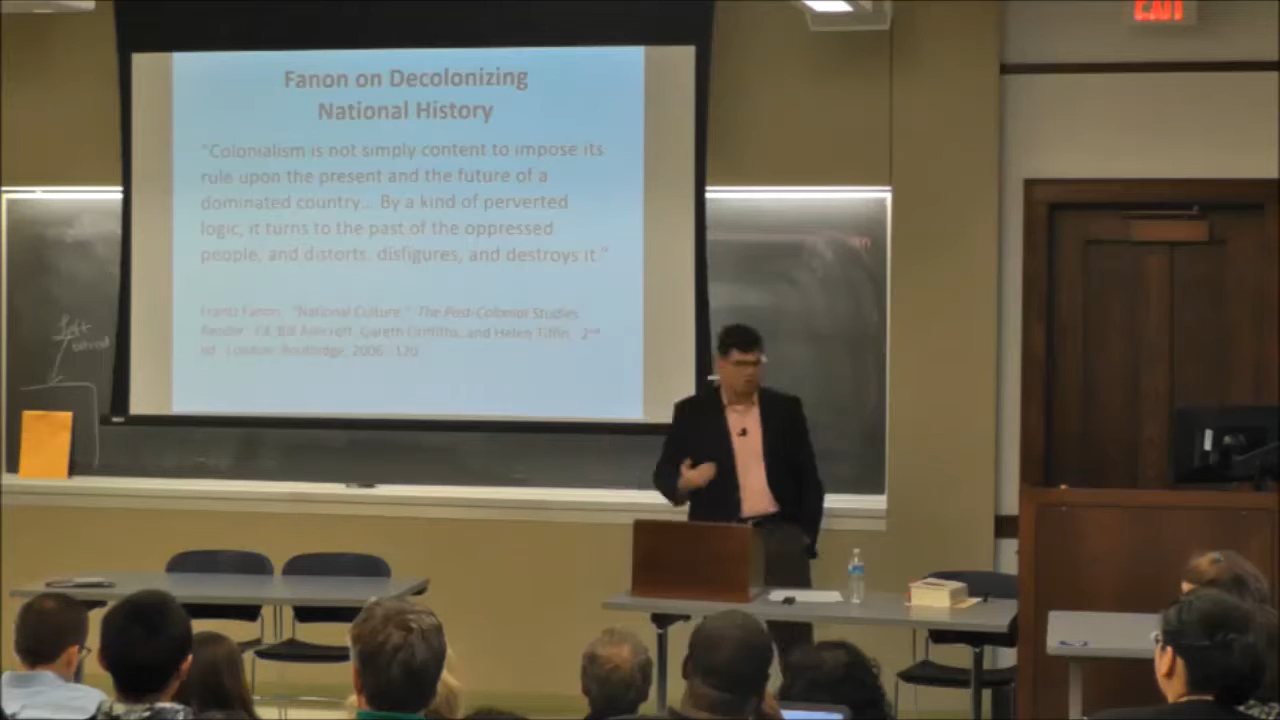 EXIT
Fanon on Decolonizing
National History
"Colonialism is not simply content to impose its
rule upon the present and the future of a
dominated country... By a kind of perverted
logic, it turns to the past of the oppressed
people, and distorts, disfigures, and destroys it."
Frantz Fanon. "National Culture." The Post-Colonial Studies
Reader. Ed. Bill Ashcroft, Gareth Griffiths, and Helen Tiffin. 2nd
ed. London: Routledge, 2006. 120.
left